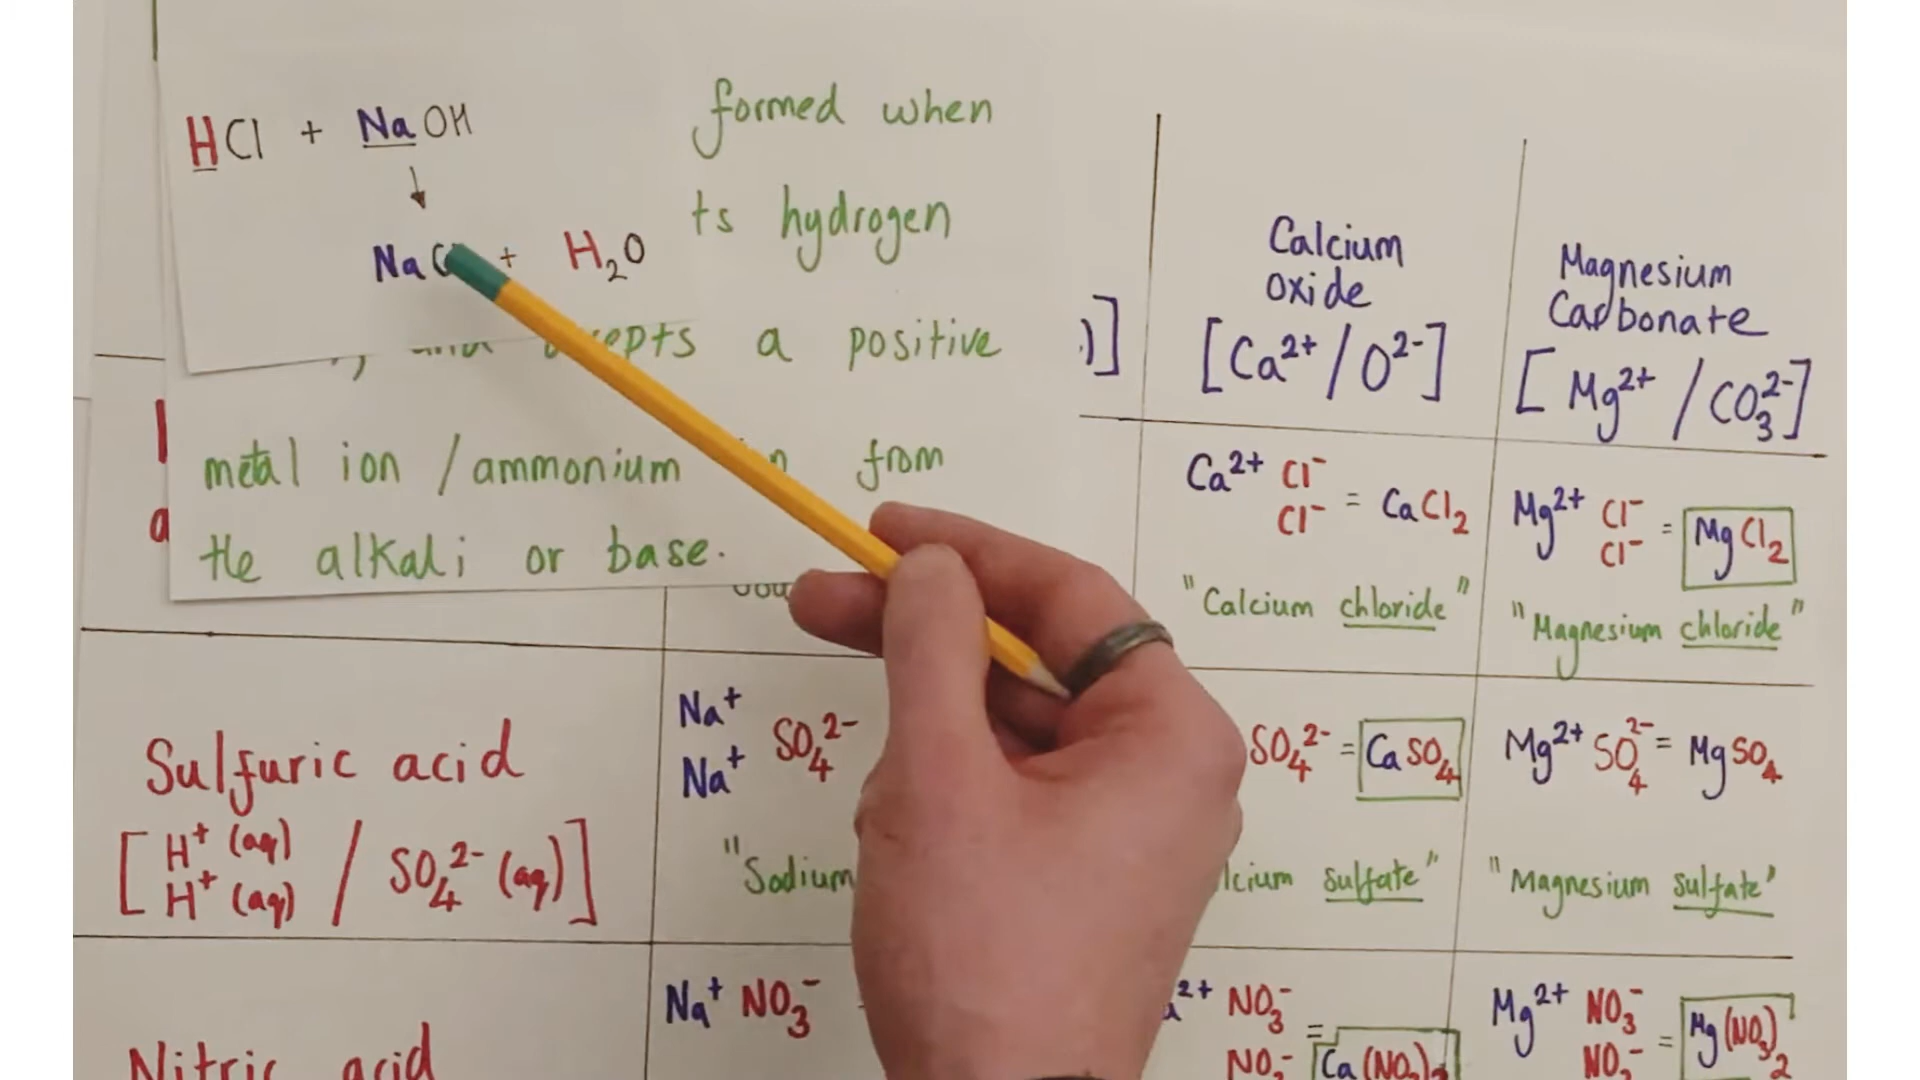 HCl + NaOH
↓
Na + H₂O
formed when
ts hydrogen
a positive
metal ion / ammonium from
the alkali or base.
Calcium
oxide
[Ca²⁺ / O²⁻]
Magnesium
Carbonate
[Mg²⁺ / CO₃²⁻]
)]
Ca²⁺ Cl⁻
Cl⁻ = CaCl₂
"Calcium chloride"
Mg²⁺ Cl⁻
Cl⁻ = MgCl₂
"Magnesium chloride"
Sulfuric acid
[H⁺ (aq)
H⁺ (aq) / SO₄²⁻ (aq)]
Na⁺
Na⁺ SO₄²⁻
"Sodium
SO₄²⁻ = CaSO₄
lcium sulfate"
Mg²⁺ SO₄²⁻ = MgSO₄
"Magnesium sulfate"
Nitric acid
Na⁺ NO₃⁻
²⁺ NO₃⁻
NO₃⁻ = Ca(NO₃)₂
Mg²⁺ NO₃⁻
NO₃⁻ = Mg(NO₃)₂